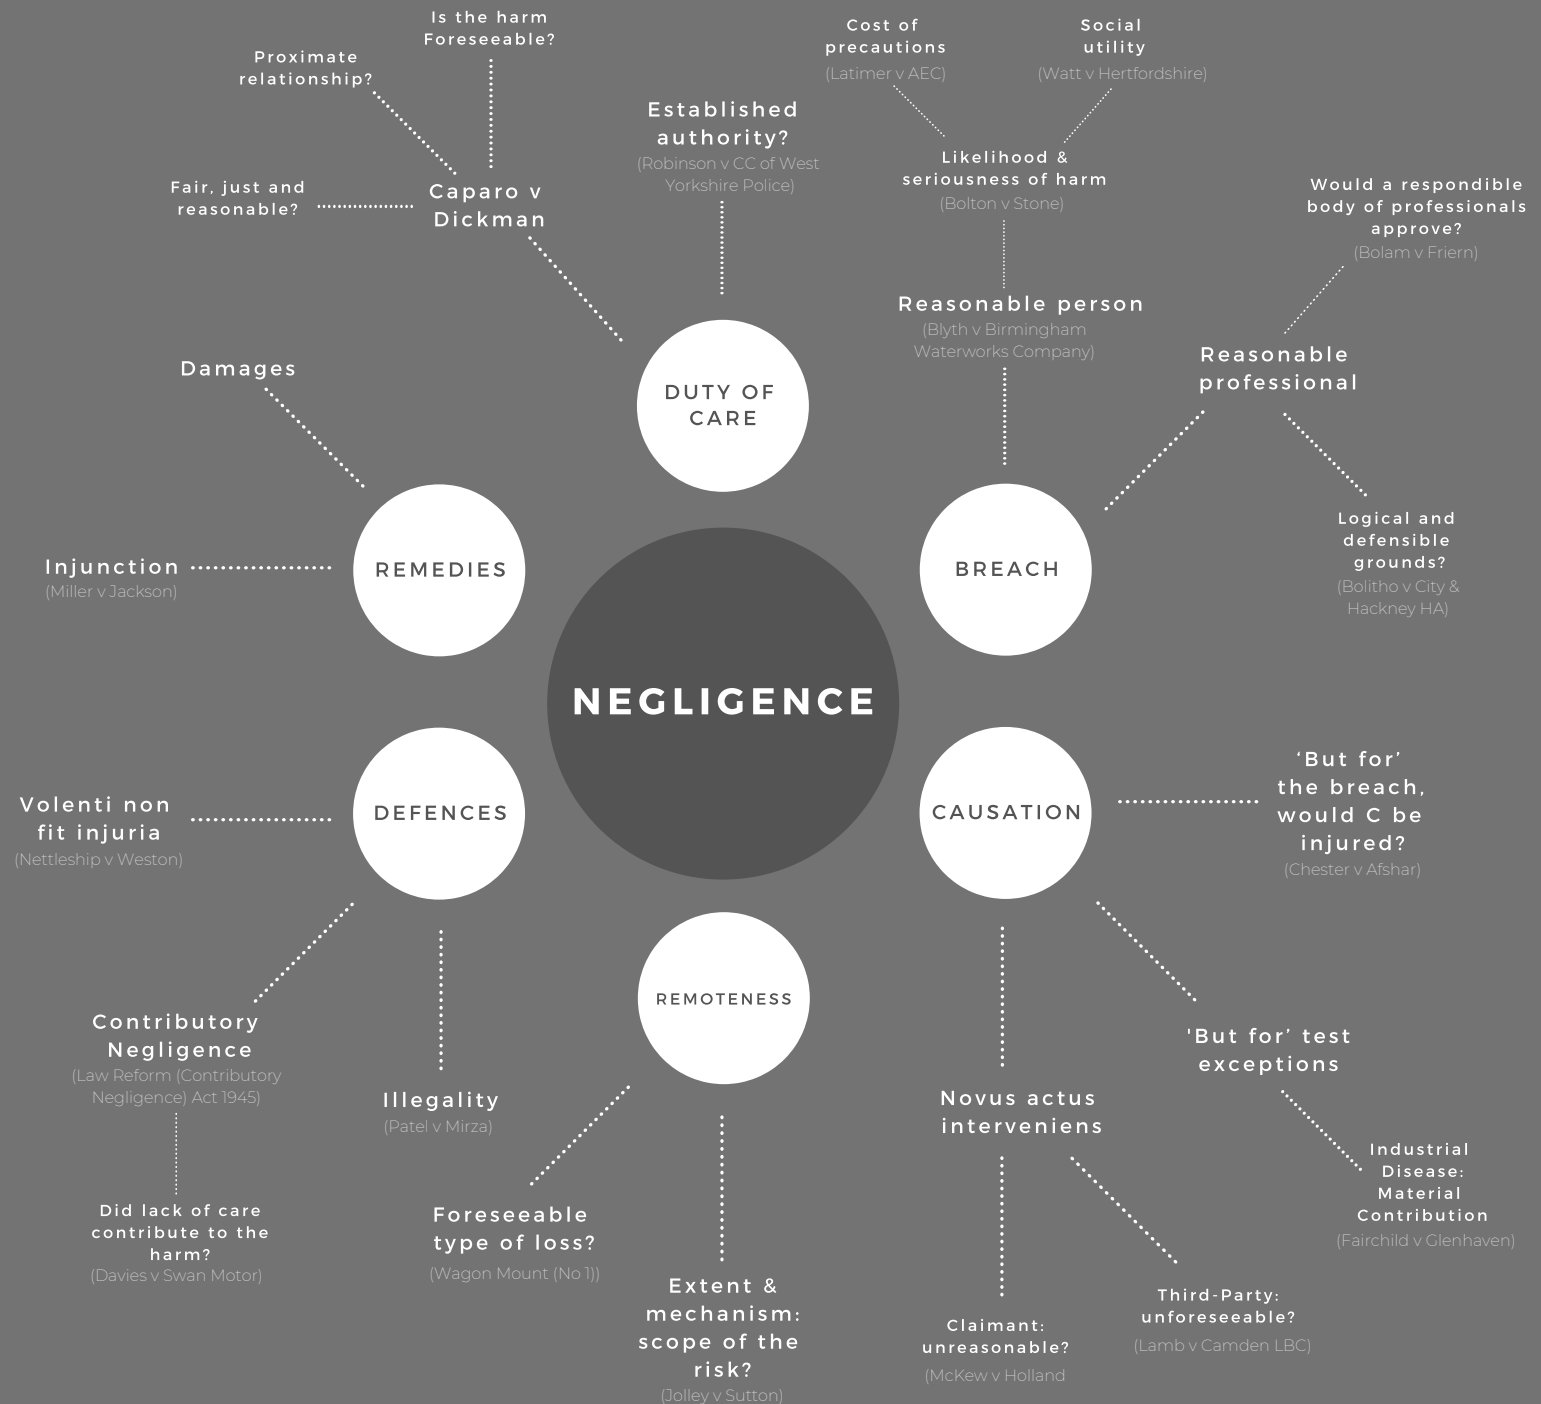 Is the harm
Foreseeable?
Proximate
relationship?
Fair, just and
reasonable?
Caparo v
Dickman
Established
authority?
(Robinson v CC of West
Yorkshire Police)
DUTY OF
CARE
Cost of
precautions
(Latimer v AEC)
Social
utility
(Watt v Hertfordshire)
Likelihood &
seriousness of harm
(Bolton v Stone)
Reasonable person
(Blyth v Birmingham
Waterworks Company)
Would a respondible
body of professionals
approve?
(Bolam v Friern)
Reasonable
professional
Logical and
defensible
grounds?
(Bolitho v City &
Hackney HA)
BREACH
Damages
Injunction
(Miller v Jackson)
REMEDIES
NEGLIGENCE
Volenti non
fit injuria
(Nettleship v Weston)
DEFENCES
Contributory
Negligence
(Law Reform (Contributory
Negligence) Act 1945)
Did lack of care
contribute to the
harm?
(Davies v Swan Motor)
Illegality
(Patel v Mirza)
REMOTENESS
Foreseeable
type of loss?
(Wagon Mount (No 1))
Extent &
mechanism:
scope of the
risk?
(Jolley v Sutton)
CAUSATION
‘But for’
the breach,
would C be
injured?
(Chester v Afshar)
'But for’ test
exceptions
Industrial
Disease:
Material
Contribution
(Fairchild v Glenhaven)
Novus actus
interveniens
Claimant:
unreasonable?
(McKew v Holland
Third-Party:
unforeseeable?
(Lamb v Camden LBC)